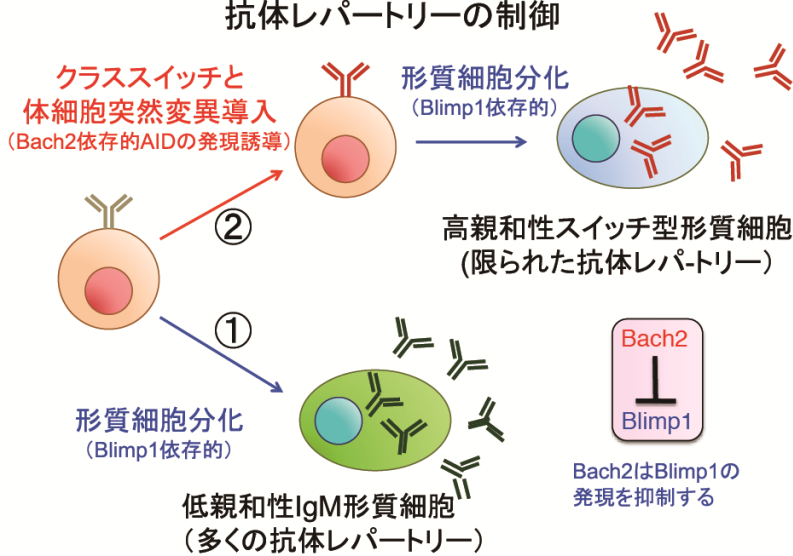 抗体レパートリーの制御
クラススイッチと
体細胞突然変異導入
（Bach2依存的AIDの発現誘導）
形質細胞分化
（Blimp1依存的）
②
高親和性スイッチ型形質細胞
(限られた抗体レパ-トリー）
①
形質細胞分化
（Blimp1依存的）
低親和性IgM形質細胞
（多くの抗体レパートリー）
Bach2
Blimp1
Bach2はBlimp1の
発現を抑制する